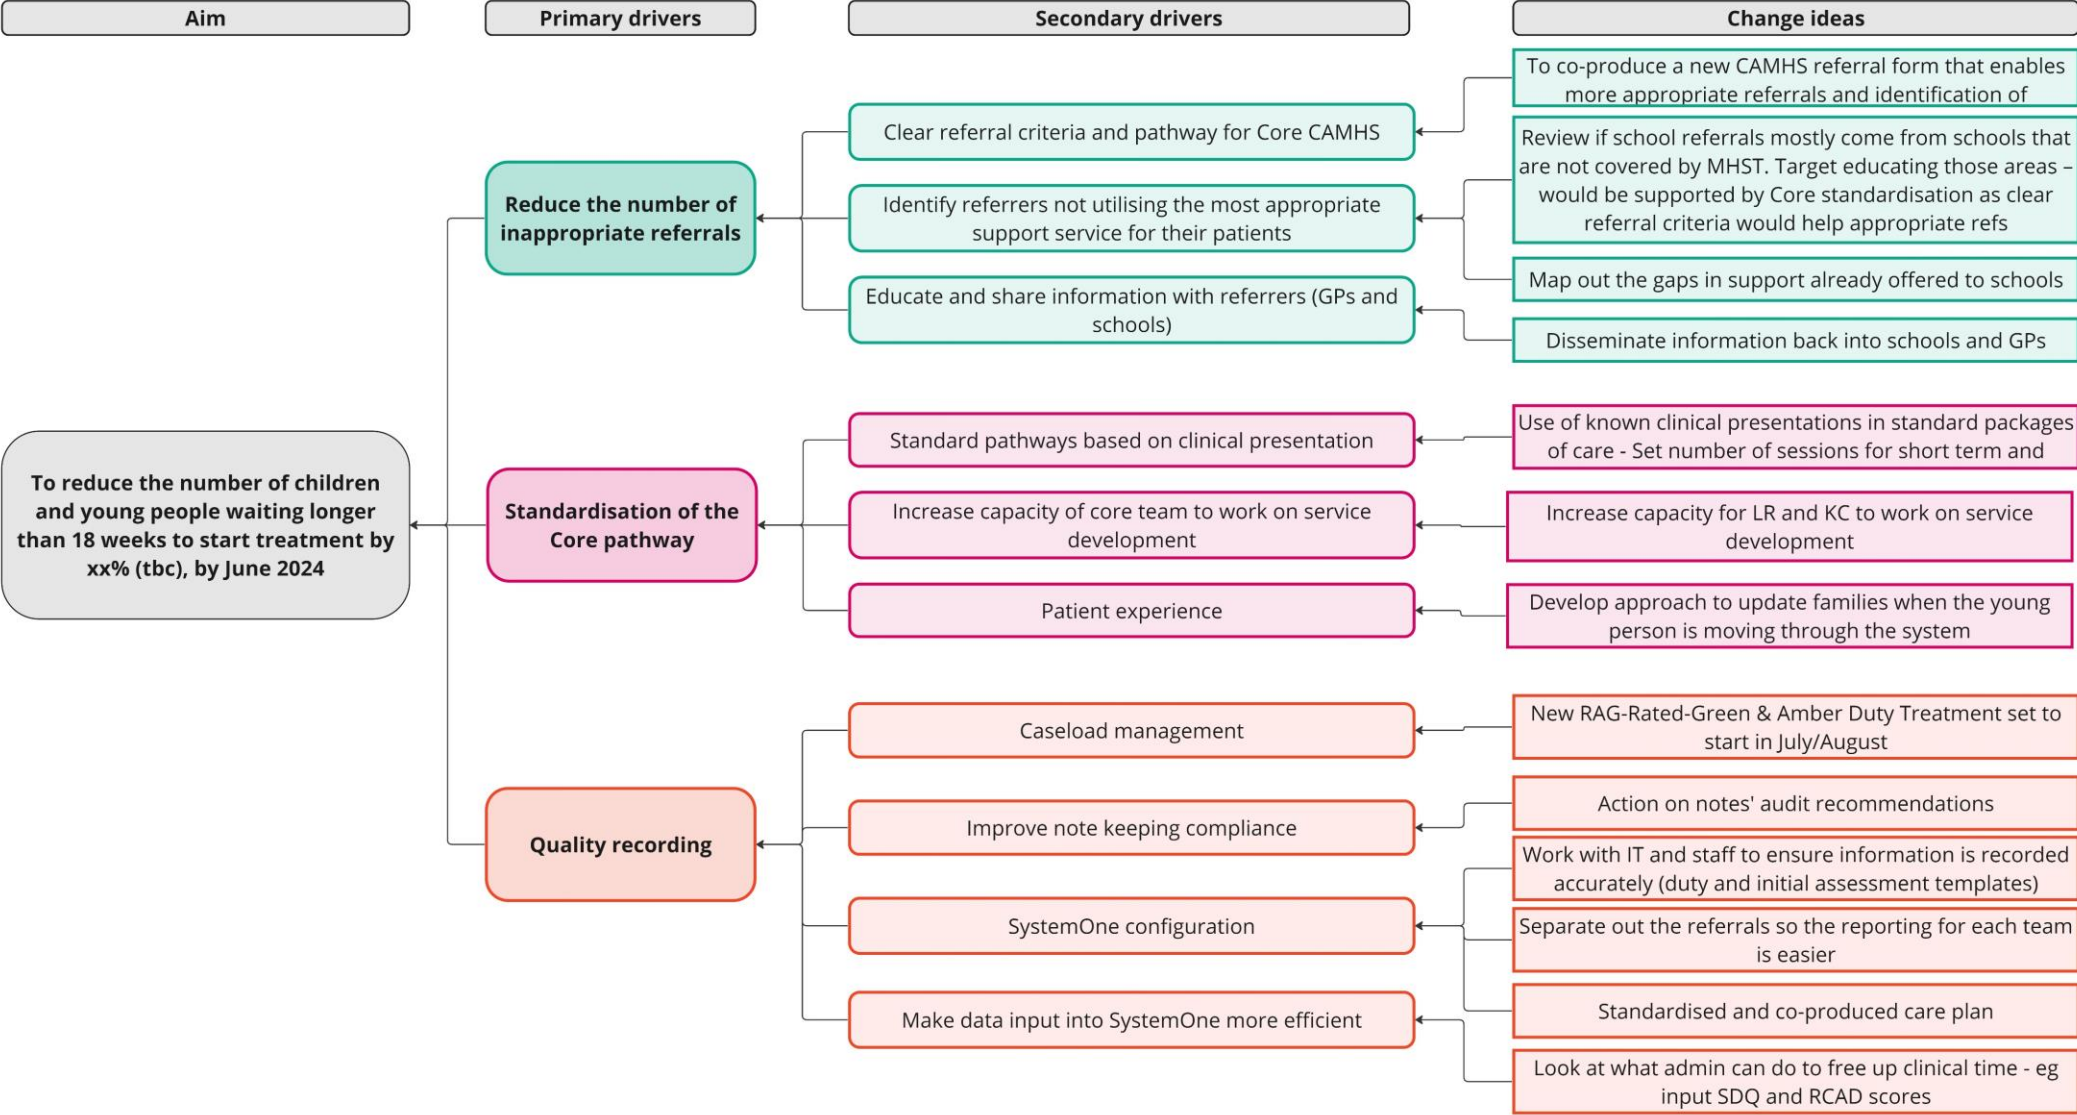 Aim
Primary drivers
Secondary drivers
Change ideas
To reduce the number of children
and young people waiting longer
than 18 weeks to start treatment by
xx% (tbc), by June 2024
Reduce the number of
inappropriate referrals
Clear referral criteria and pathway for Core CAMHS
Identify referrers not utilising the most appropriate
support service for their patients
Educate and share information with referrers (GPs and
schools)
To co-produce a new CAMHS referral form that enables
more appropriate referrals and identification of
Review if school referrals mostly come from schools that
are not covered by MHST. Target educating those areas –
would be supported by Core standardisation as clear
referral criteria would help appropriate refs
Map out the gaps in support already offered to schools
Disseminate information back into schools and GPs
Standardisation of the
Core pathway
Standard pathways based on clinical presentation
Increase capacity of core team to work on service
development
Patient experience
Use of known clinical presentations in standard packages
of care - Set number of sessions for short term and
Increase capacity for LR and KC to work on service
development
Develop approach to update families when the young
person is moving through the system
Quality recording
Caseload management
Improve note keeping compliance
SystemOne configuration
Make data input into SystemOne more efficient
New RAG-Rated-Green & Amber Duty Treatment set to
start in July/August
Action on notes' audit recommendations
Work with IT and staff to ensure information is recorded
accurately (duty and initial assessment templates)
Separate out the referrals so the reporting for each team
is easier
Standardised and co-produced care plan
Look at what admin can do to free up clinical time - eg
input SDQ and RCAD scores